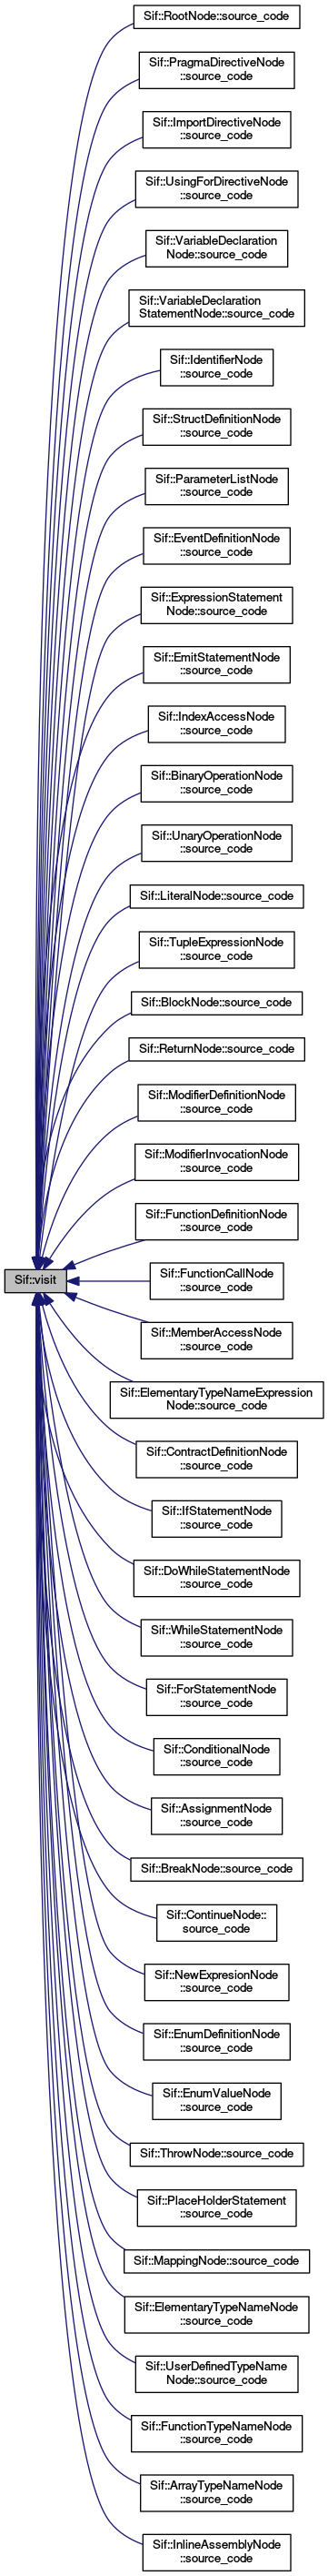 Sif::RootNode::source_code
Sif::PragmaDirectiveNode
::source_code
Sif::ImportDirectiveNode
::source_code
Sif::UsingForDirectiveNode
::source_code
Sif::VariableDeclaration
Node::source_code
Sif::VariableDeclaration
StatementNode::source_code
Sif::IdentifierNode
::source_code
Sif::StructDefinitionNode
::source_code
Sif::ParameterListNode
::source_code
Sif::EventDefinitionNode
::source_code
Sif::ExpressionStatement
Node::source_code
Sif::EmitStatementNode
::source_code
Sif::IndexAccessNode
::source_code
Sif::BinaryOperationNode
::source_code
Sif::UnaryOperationNode
::source_code
Sif::LiteralNode::source_code
Sif::TupleExpressionNode
::source_code
Sif::BlockNode::source_code
Sif::ReturnNode::source_code
Sif::ModifierDefinitionNode
::source_code
Sif::ModifierInvocationNode
::source_code
Sif::FunctionDefinitionNode
::source_code
Sif::visit
Sif::FunctionCallNode
::source_code
Sif::MemberAccessNode
::source_code
Sif::ElementaryTypeNameExpression
Node::source_code
Sif::ContractDefinitionNode
::source_code
Sif::IfStatementNode
::source_code
Sif::DoWhileStatementNode
::source_code
Sif::WhileStatementNode
::source_code
Sif::ForStatementNode
::source_code
Sif::ConditionalNode
::source_code
Sif::AssignmentNode
::source_code
Sif::BreakNode::source_code
Sif::ContinueNode::
source_code
Sif::NewExpresionNode
::source_code
Sif::EnumDefinitionNode
::source_code
Sif::EnumValueNode
::source_code
Sif::ThrowNode::source_code
Sif::PlaceHolderStatement
::source_code
Sif::MappingNode::source_code
Sif::ElementaryTypeNameNode
::source_code
Sif::UserDefinedTypeName
Node::source_code
Sif::FunctionTypeNameNode
::source_code
Sif::ArrayTypeNameNode
::source_code
Sif::InlineAssemblyNode
::source_code